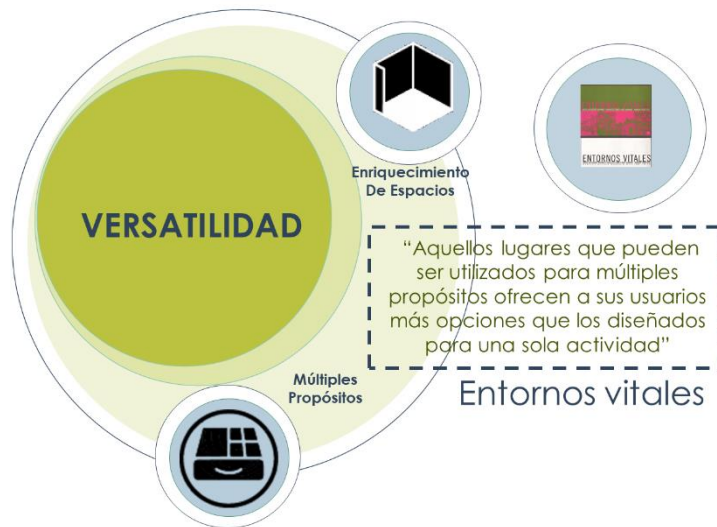 VERSATILIDAD
Enriquecimiento
De Espacios
ENTORNOS VITALES
“Aquellos lugares que pueden
ser utilizados para múltiples
propósitos ofrecen a sus usuarios
más opciones que los diseñados
para una sola actividad”
Entornos vitales
Múltiples
Propósitos